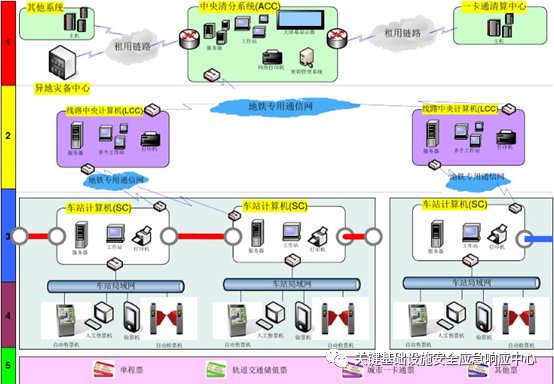 其他系统
中央清分系统(ACC)
一卡通清算中心
主机
租用链路
服务器
工作站
大屏幕显示器
租用链路
主机
网络打印机
密钥管理系统
异地灾备中心
1
线路中央计算机(LCC)
地铁专用通信网
线路中央计算机(LCC)
2
服务器
多个工作站
打印机
服务器
多个工作站
打印机
地铁专用通信网
地铁专用通信网
车站计算机(SC)
车站计算机(SC)
车站计算机(SC)
3
服务器
工作站
打印机
服务器
工作站
打印机
服务器
工作站
打印机
车站局域网
车站局域网
车站局域网
4
自动售票机
人工售票机
验票机
自动检票机
自动售票机
人工售票机
验票机
自动检票机
自动售票机
人工售票机
验票机
自动检票机
5
单程票
轨道交通储值票
城市一卡通票
其他票
关键基础设施安全应急响应中心